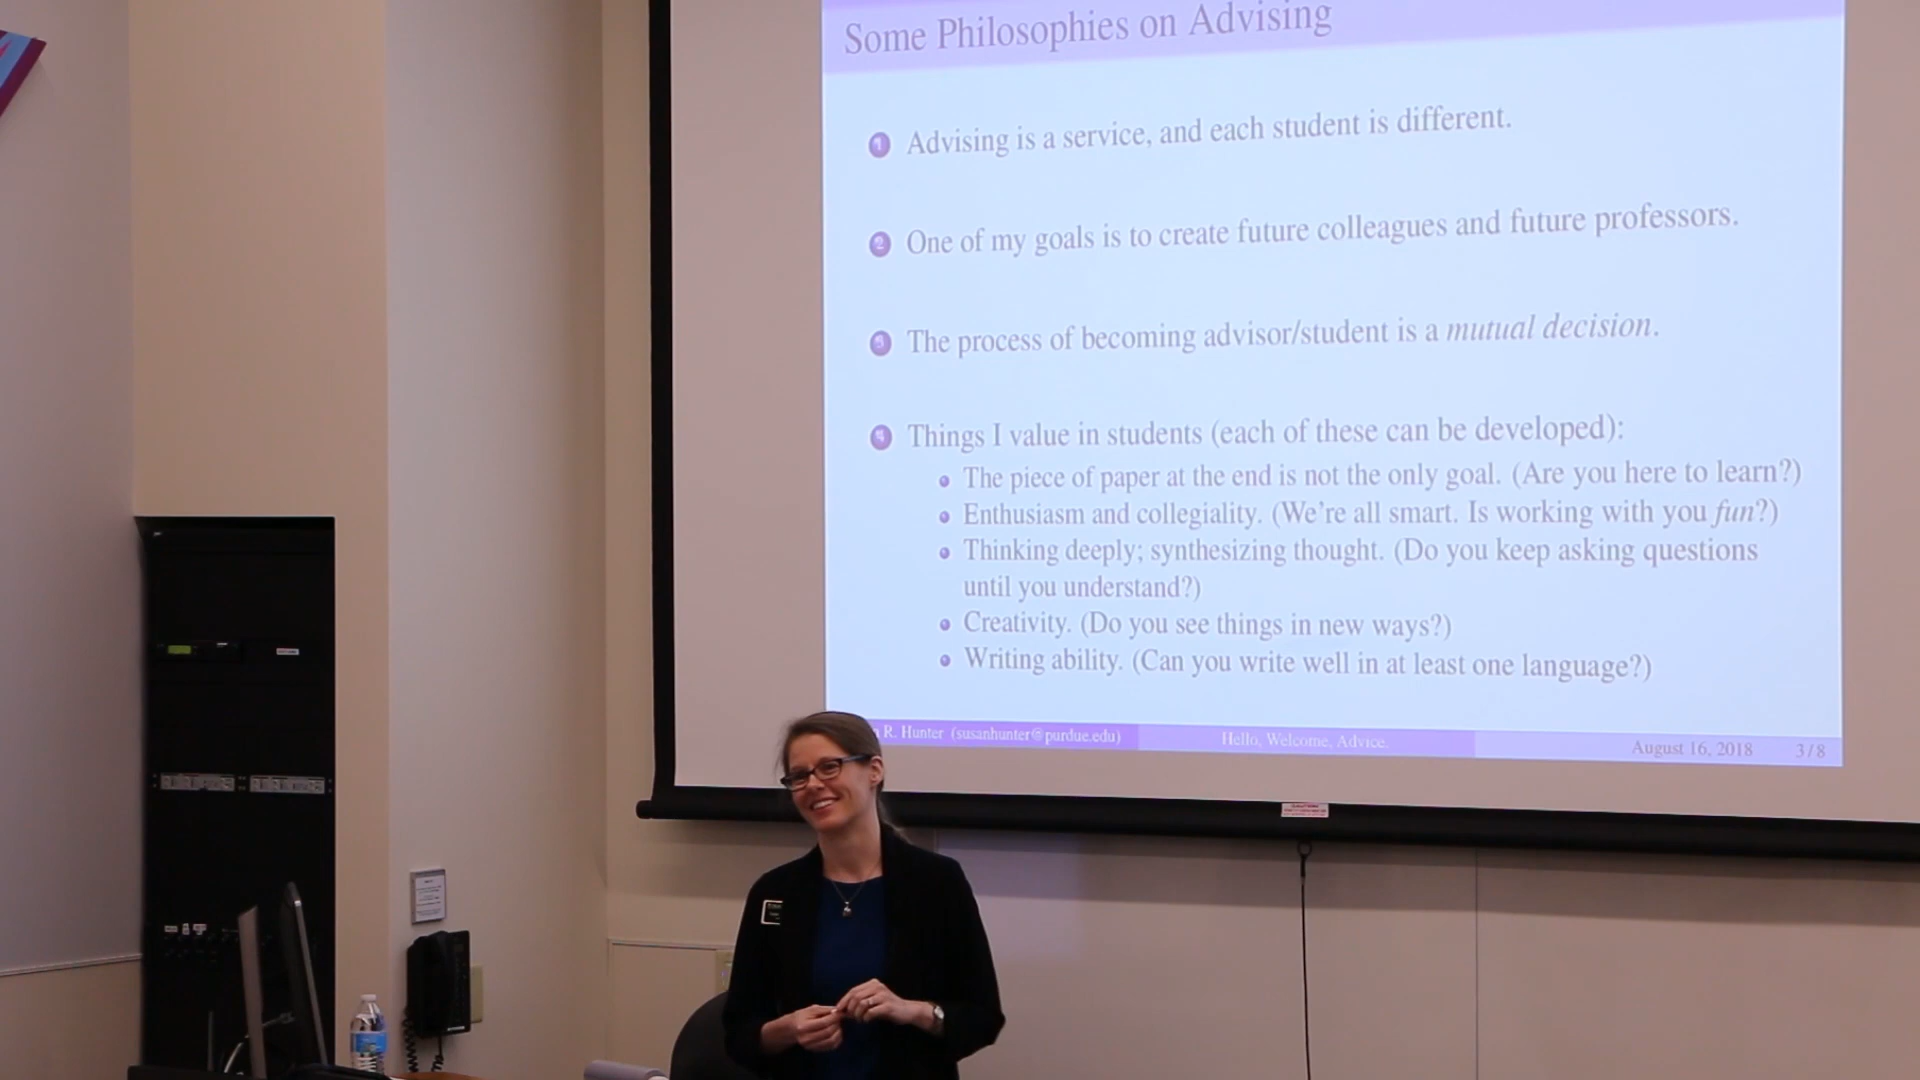 Some Philosophies on Advising
1 Advising is a service, and each student is different.
2 One of my goals is to create future colleagues and future professors.
3 The process of becoming advisor/student is a mutual decision.
4 Things I value in students (each of these can be developed):
The piece of paper at the end is not the only goal. (Are you here to learn?)
Enthusiasm and collegiality. (We're all smart. Is working with you fun?)
Thinking deeply; synthesizing thought. (Do you keep asking questions
until you understand?)
Creativity. (Do you see things in new ways?)
Writing ability. (Can you write well in at least one language?)
R. Hunter (susanhunter@purdue.edu) Hello, Welcome, Advice. August 16, 2018 3/8